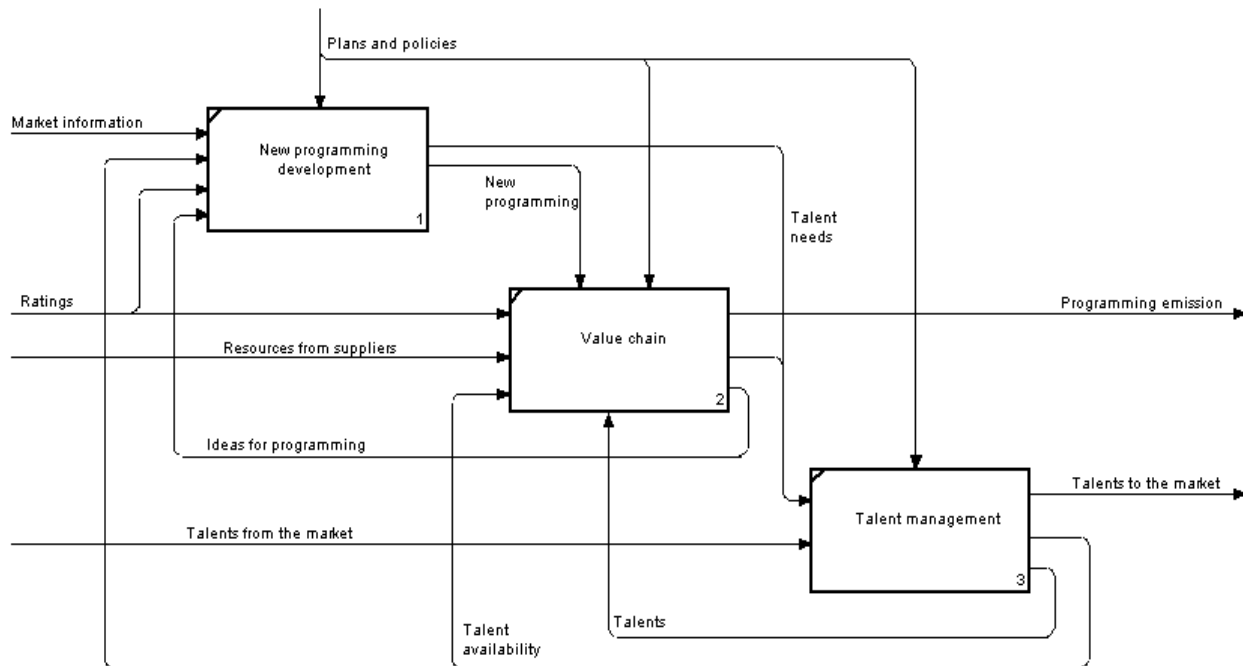 Plans and policies
Market information
New programming
development
1
New
programming
Talent
needs
Ratings
Programming emission
Resources from suppliers
Value chain
2
Ideas for programming
Talents to the market
Talents from the market
Talent management
3
Talent
availability
Talents